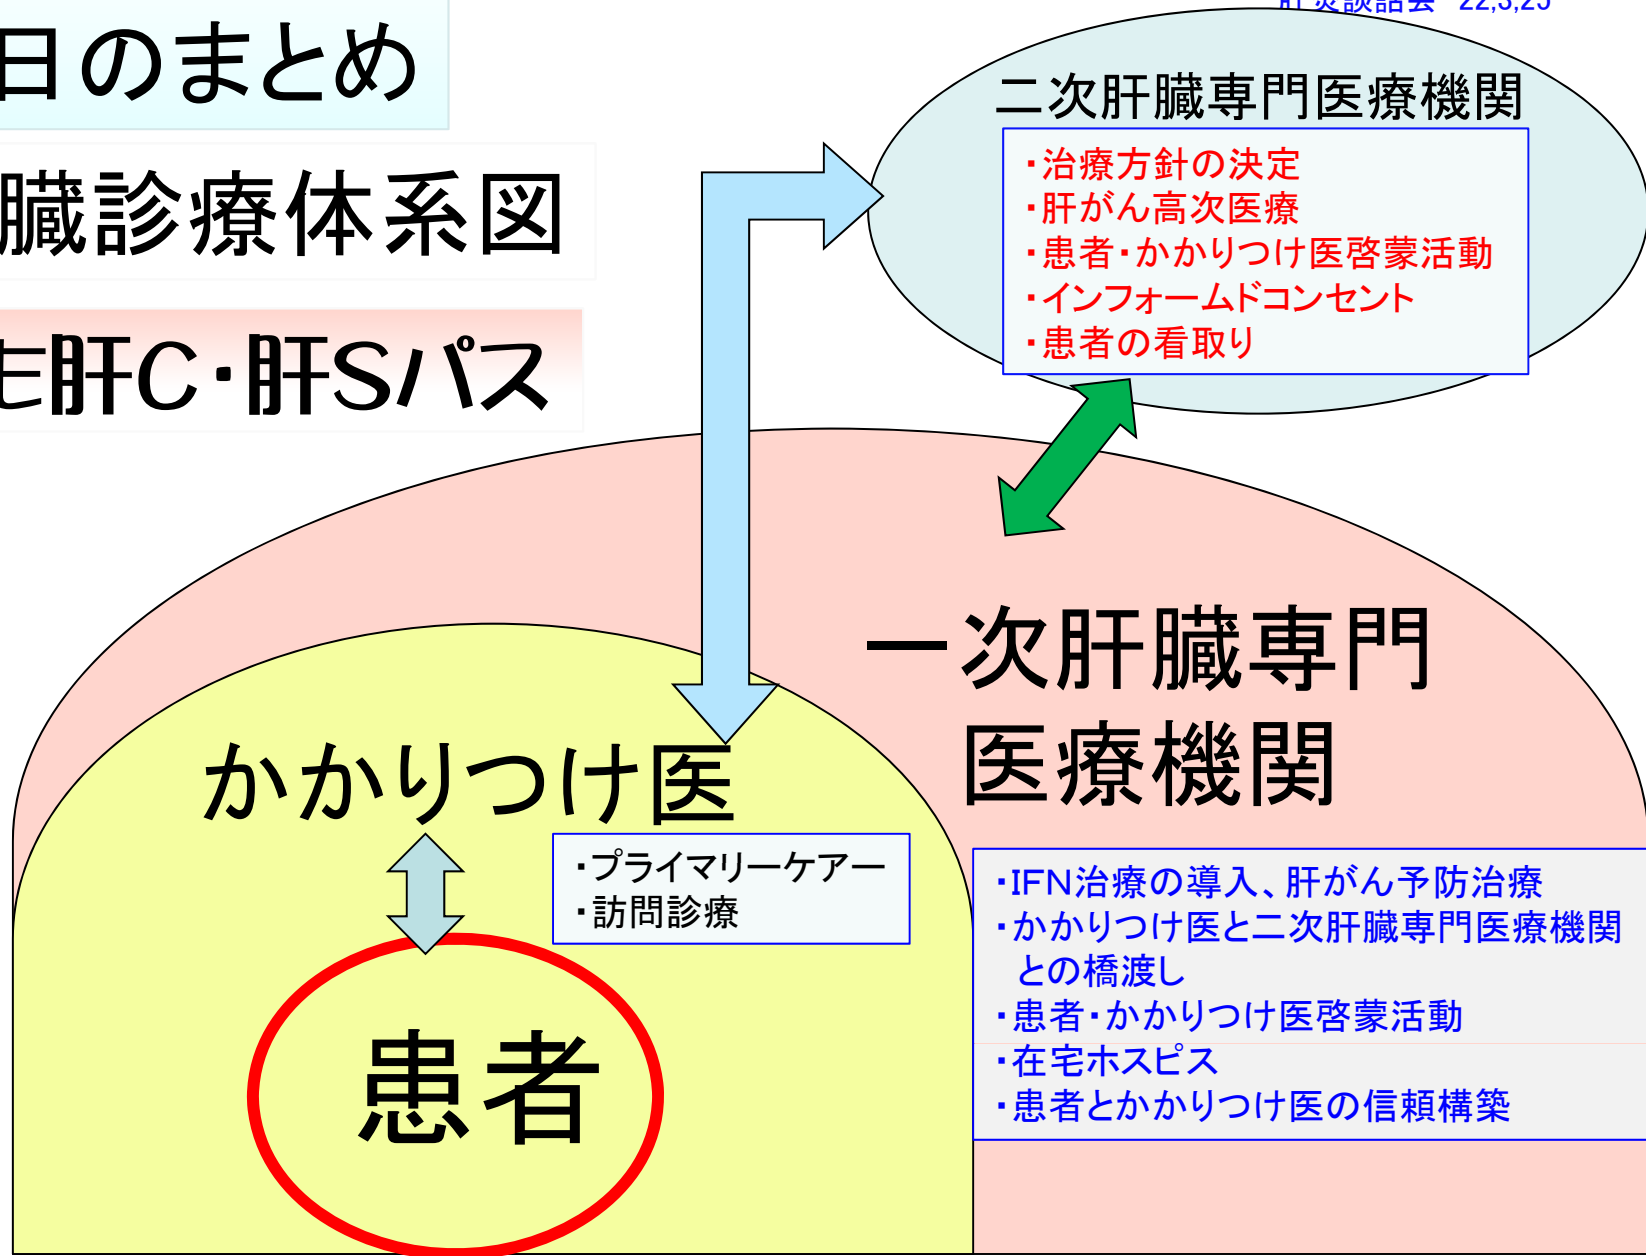 肝炎談話会 22,3,25
日のまとめ
臓診療体系図
肝C・肝Sパス
二次肝臓専門医療機関
・治療方針の決定
・肝がん高次医療
・患者・かかりつけ医啓蒙活動
・インフォームドコンセント
・患者の看取り
一次肝臓専門
医療機関
かかりつけ医
・プライマリーケアー
・訪問診療
・IFN治療の導入、肝がん予防治療
・かかりつけ医と二次肝臓専門医療機関
との橋渡し
・患者・かかりつけ医啓蒙活動
・在宅ホスピス
・患者とかかりつけ医の信頼構築
患者